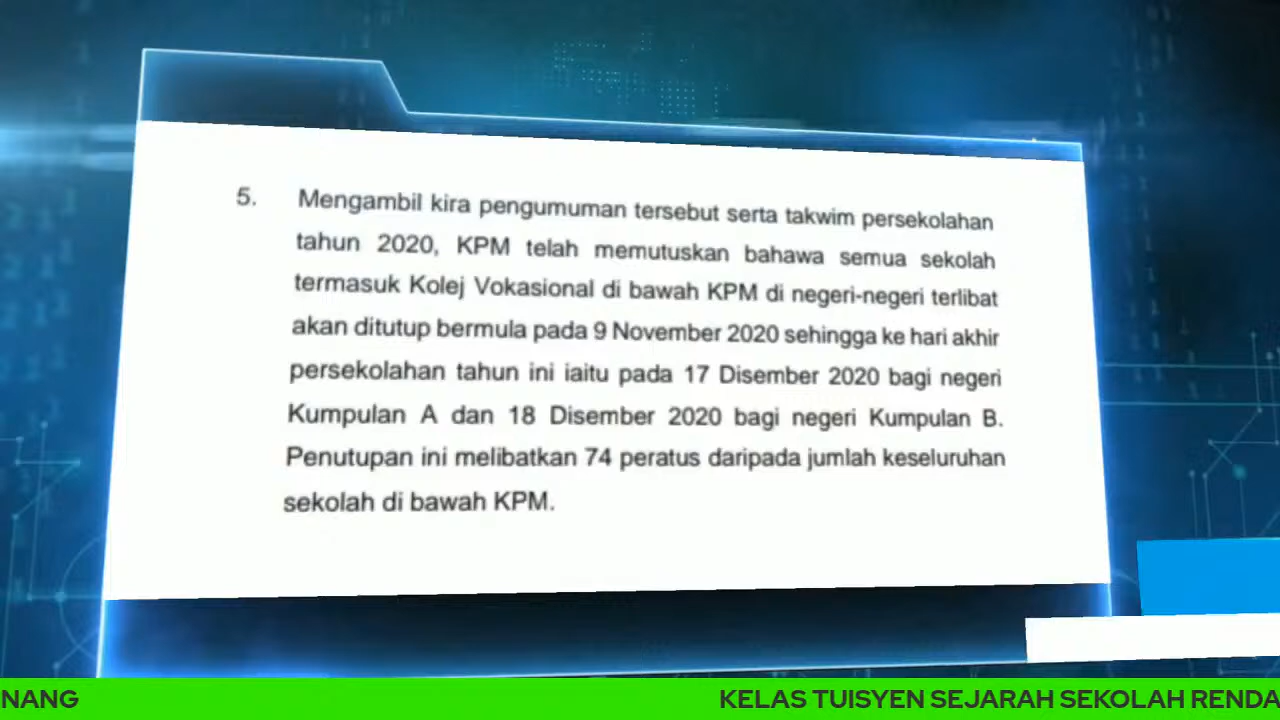 5. Mengambil kira pengumuman tersebut serta takwim persekolahan
tahun 2020, KPM telah memutuskan bahawa semua sekolah
termasuk Kolej Vokasional di bawah KPM di negeri-negeri terlibat
akan ditutup bermula pada 9 November 2020 sehingga ke hari akhir
persekolahan tahun ini iaitu pada 17 Disember 2020 bagi negeri
Kumpulan A dan 18 Disember 2020 bagi negeri Kumpulan B.
Penutupan ini melibatkan 74 peratus daripada jumlah keseluruhan
sekolah di bawah KPM.
NANG KELAS TUISYEN SEJARAH SEKOLAH RENDA